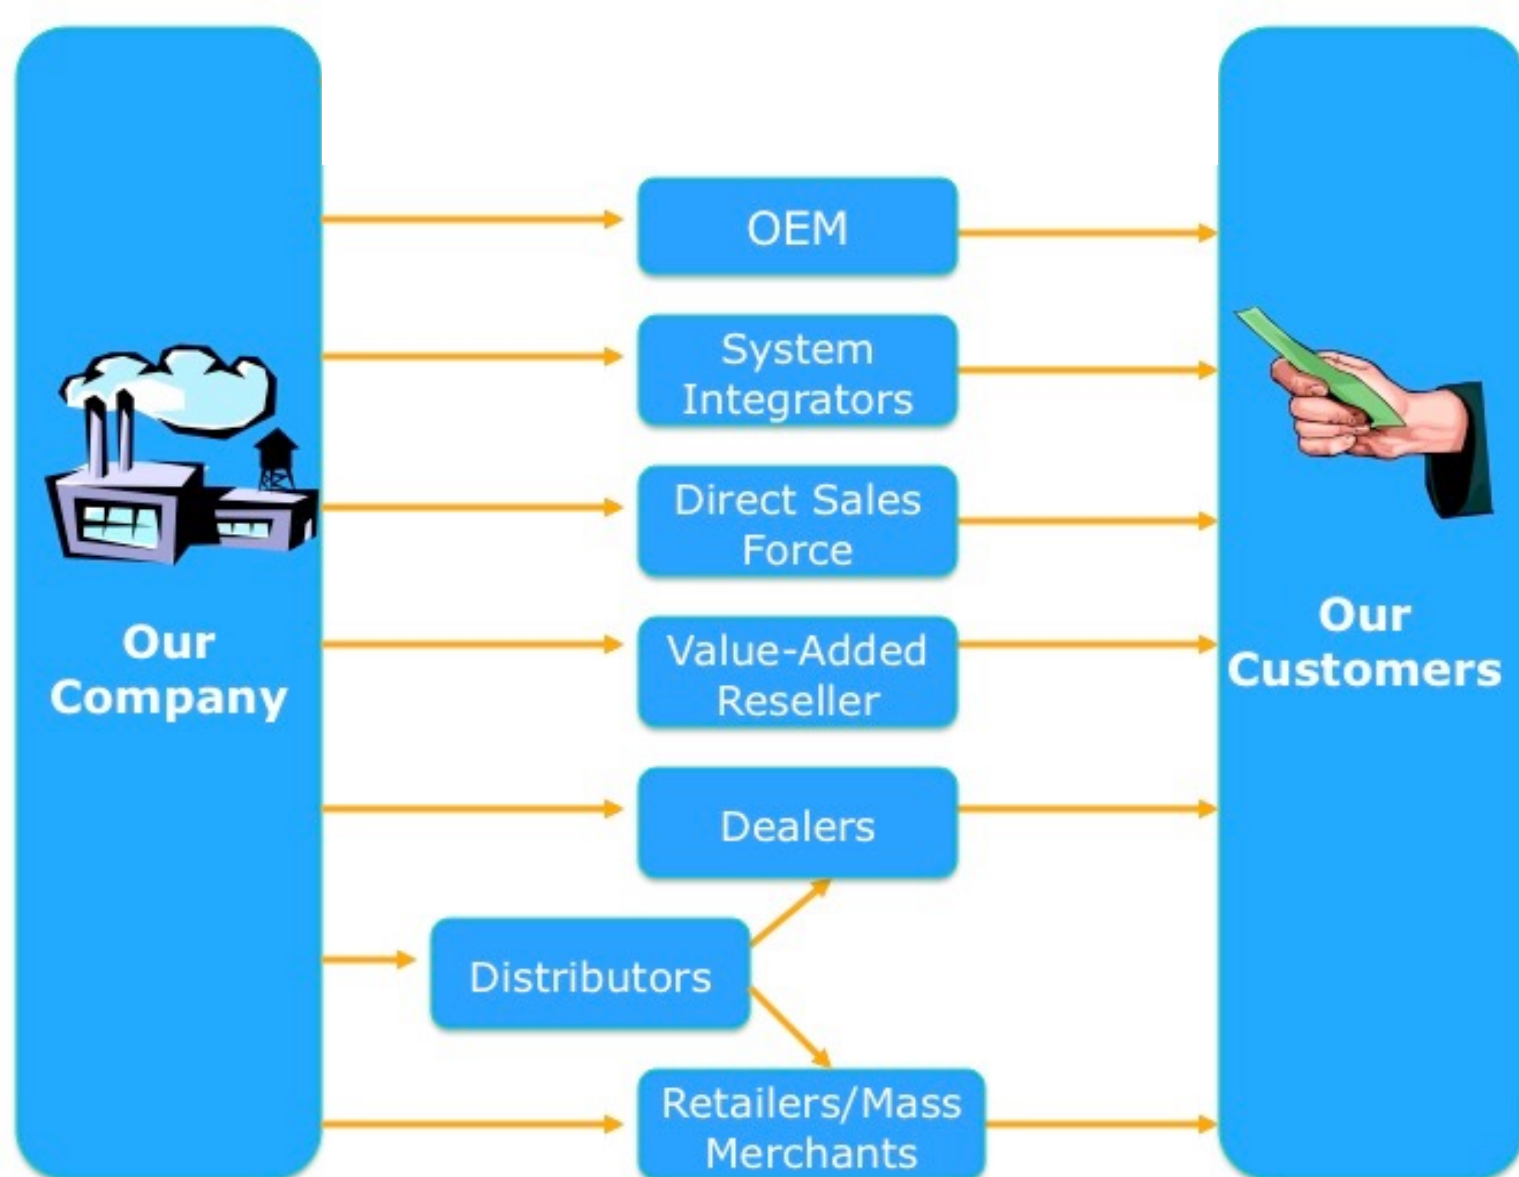 OEM
System
Integrators
Direct Sales
Force
Our
Company
Our
Customers
Value-Added
Reseller
Dealers
Distributors
Retailers/Mass
Merchants